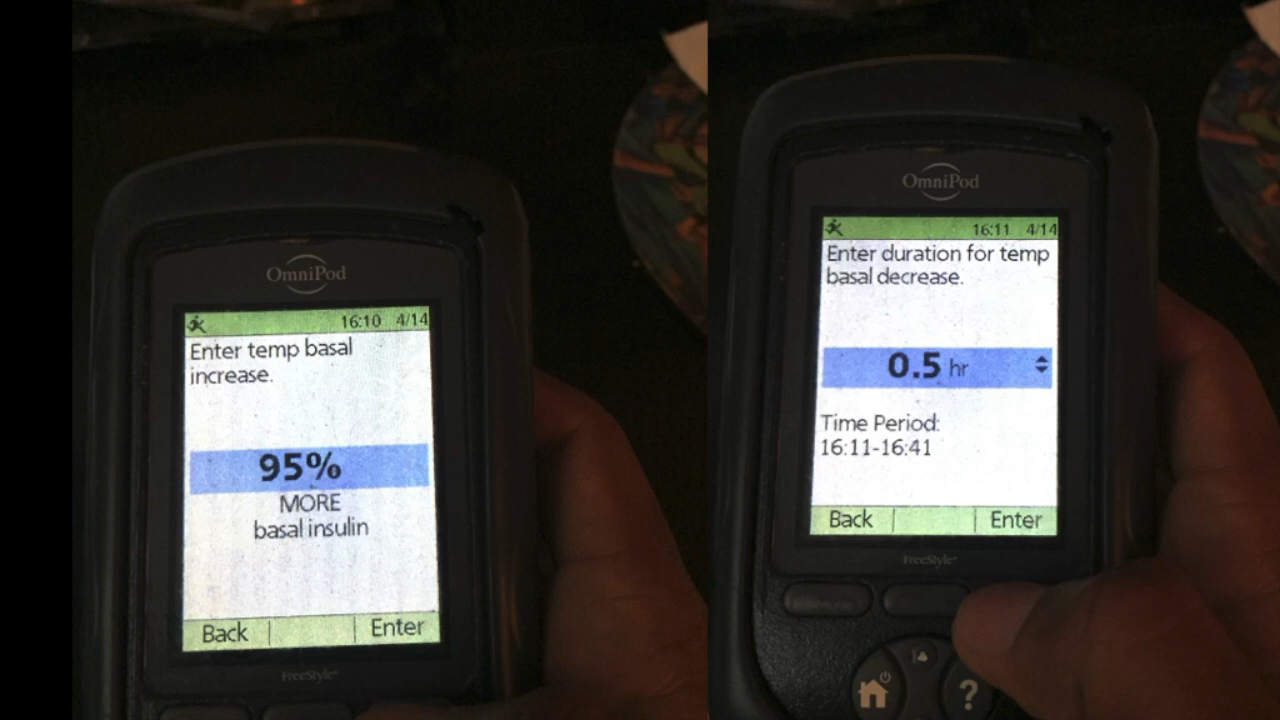 OmniPod
16:10 4/14
Enter temp basal
increase.
95%
MORE
basal insulin
Back Enter
FreeStyle®
OmniPod
16:11 4/14
Enter duration for temp
basal decrease.
0.5 hr
Time Period:
16:11-16:41
Back Enter
FreeStyle®
?